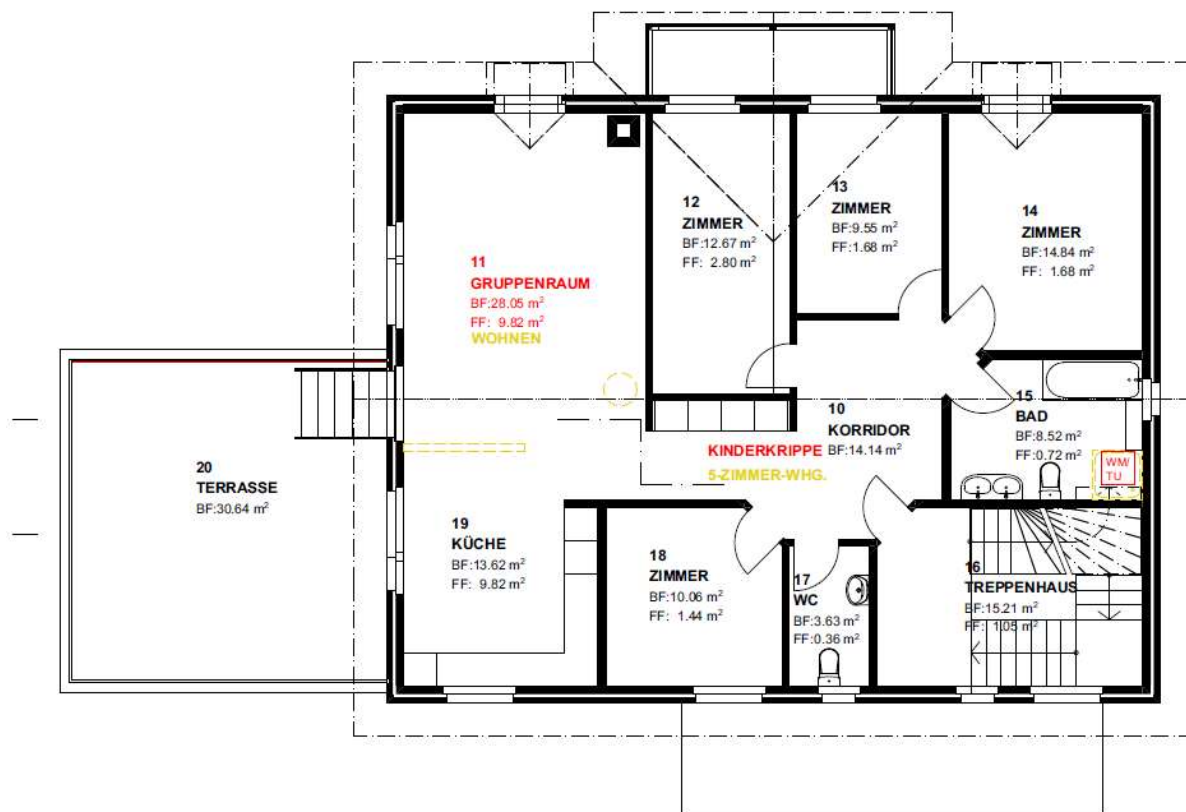 11
GRUPPENRAUM
BF:28.05 m²
FF: 9.82 m²
WOHNEN
12
ZIMMER
BF:12.67 m²
FF: 2.80 m²
13
ZIMMER
BF:9.55 m²
FF:1.68 m²
14
ZIMMER
BF:14.84 m²
FF: 1.68 m²
10
KORRIDOR
BF:14.14 m²
KINDERKRIPPE
5-ZIMMER-WHG.
15
BAD
BF:8.52 m²
FF:0.72 m²
WM/
TU
20
TERRASSE
BF:30.64 m²
19
KÜCHE
BF:13.62 m²
FF: 9.82 m²
18
ZIMMER
BF:10.06 m²
FF: 1.44 m²
17
WC
BF:3.63 m²
FF:0.36 m²
16
TREPPENHAUS
BF:15.21 m²
FF: 1.05 m²